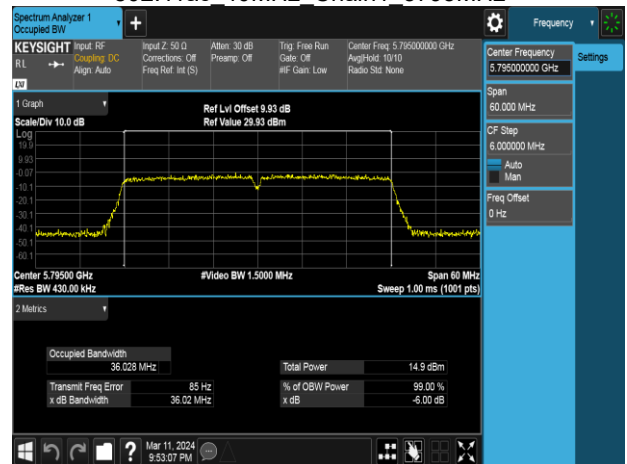 Spectrum Analyzer 1
Occupied BW
+
Frequency
KEYSIGHT
RL
LXI
Input: RF
Coupling: DC
Align: Auto
Input Z: 50 Ω
Corrections: Off
Freq Ref: Int (S)
Atten: 30 dB
Preamp: Off
Trig: Free Run
Gate: Off
#IF Gain: Low
Center Freq: 5.795000000 GHz
Avg|Hold: 10/10
Radio Std: None
Center Frequency
5.795000000 GHz
Settings
Span
60.000 MHz
CF Step
6.000000 MHz
Auto
Man
Freq Offset
0 Hz
1 Graph
Scale/Div 10.0 dB
Ref Lvl Offset 9.93 dB
Ref Value 29.93 dBm
Log
19.9
9.93
-0.07
-10.1
-20.1
-30.1
-40.1
-50.1
-60.1
Center 5.79500 GHz
#Video BW 1.5000 MHz
Span 60 MHz
#Res BW 430.00 kHz
Sweep 1.00 ms (1001 pts)
2 Metrics
Occupied Bandwidth
36.028 MHz
Total Power 14.9 dBm
Transmit Freq Error 85 Hz
% of OBW Power 99.00 %
x dB Bandwidth 36.02 MHz
x dB -6.00 dB
?
Mar 11, 2024
9:53:07 PM